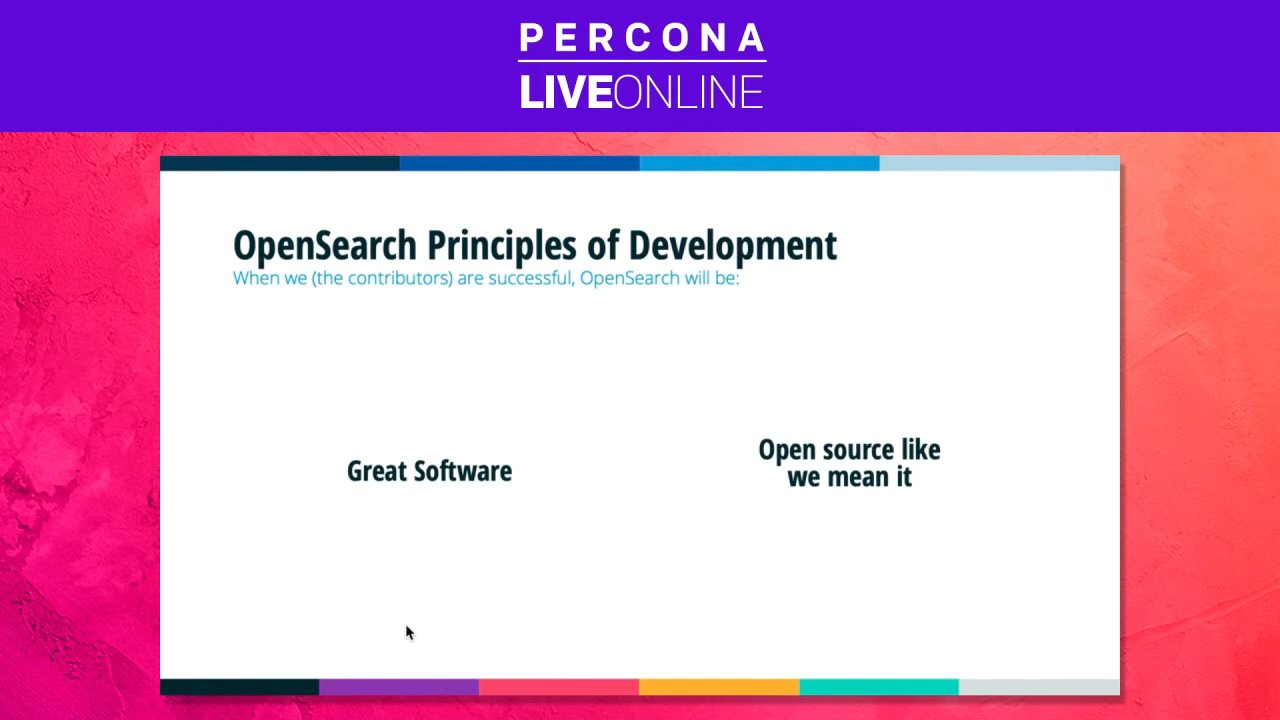 PERCONA
LIVEONLINE
OpenSearch Principles of Development
When we (the contributors) are successful, OpenSearch will be:
Great Software
Open source like
we mean it